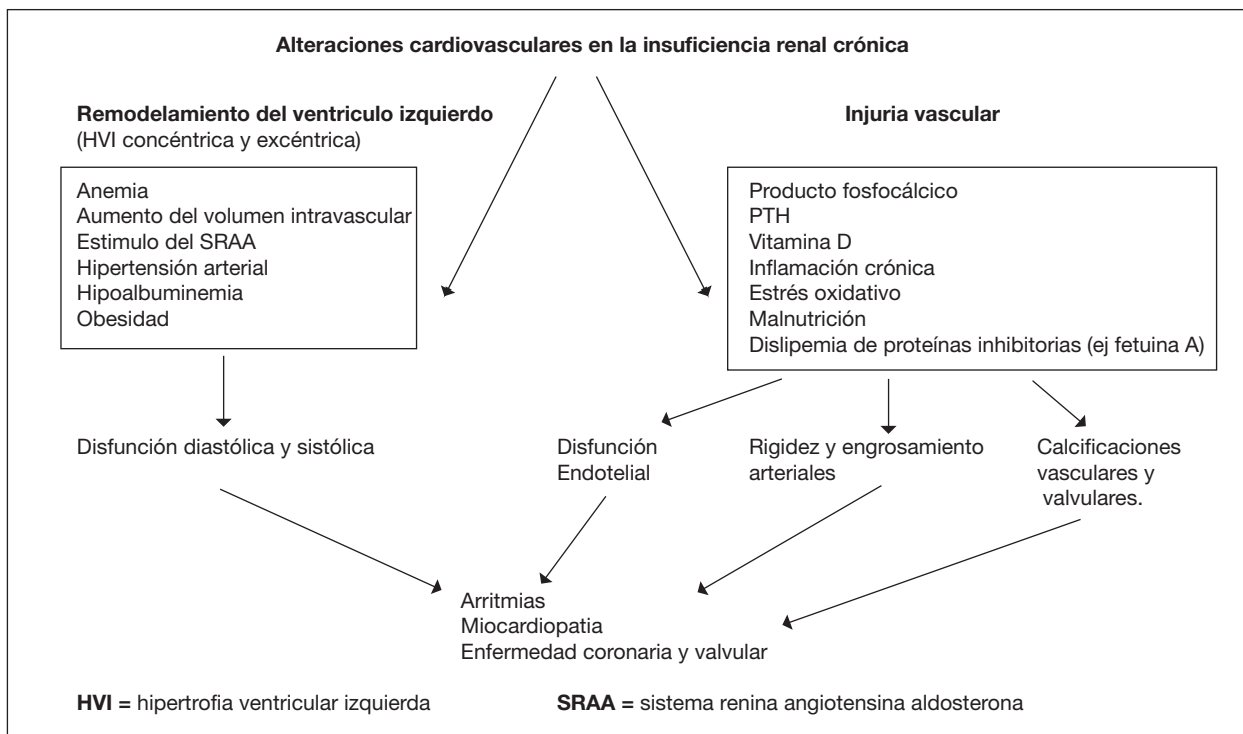 Alteraciones cardiovasculares en la insuficiencia renal crónica
Remodelamiento del ventriculo izquierdo
(HVI concéntrica y excéntrica)
Anemia
Aumento del volumen intravascular
Estimulo del SRAA
Hipertensión arterial
Hipoalbuminemia
Obesidad
Injuria vascular
Producto fosfocálcico
PTH
Vitamina D
Inflamación crónica
Estrés oxidativo
Malnutrición
Dislipemia de proteínas inhibitorias (ej fetuina A)
Disfunción diastólica y sistólica
Disfunción
Endotelial
Rigidez y engrosamiento
arteriales
Calcificaciones
vasculares y
valvulares.
Arritmias
Miocardiopatia
Enfermedad coronaria y valvular
HVI = hipertrofia ventricular izquierda
SRAA = sistema renina angiotensina aldosterona